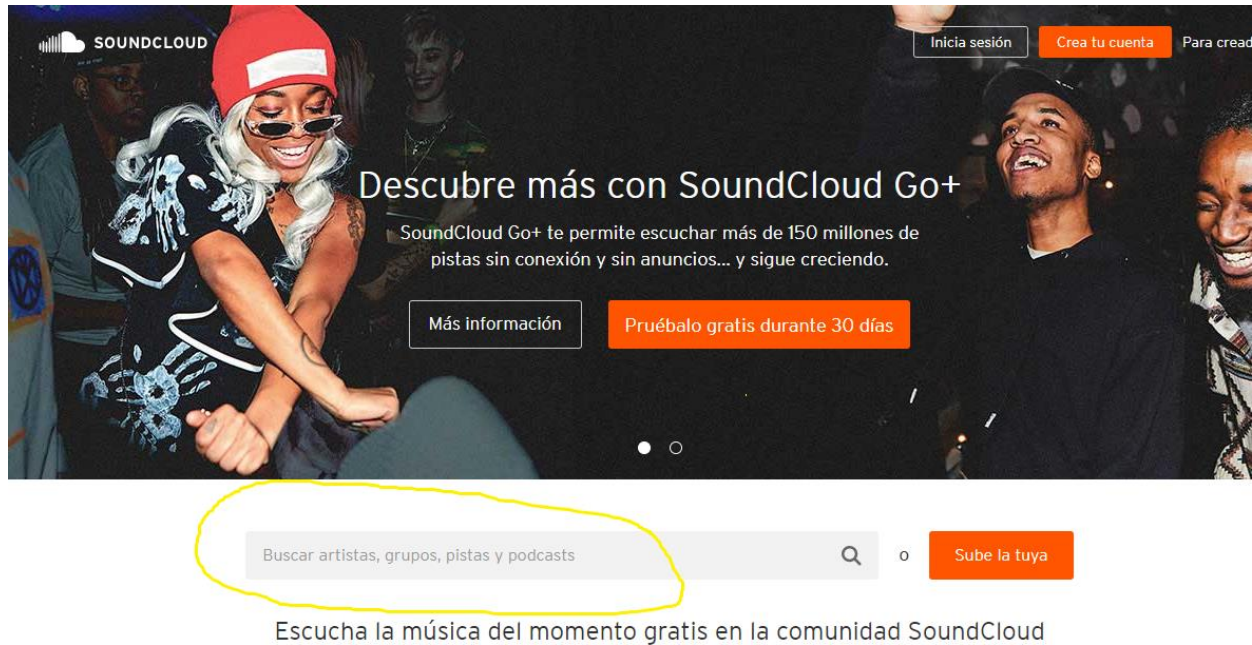 SOUNDCLOUD
Inicia sesión
Crea tu cuenta
Para cread
Descubre más con SoundCloud Go+
SoundCloud Go+ te permite escuchar más de 150 millones de
pistas sin conexión y sin anuncios... y sigue creciendo.
Más información
Pruébalo gratis durante 30 días
Buscar artistas, grupos, pistas y podcasts
o
Sube la tuya
Escucha la música del momento gratis en la comunidad SoundCloud